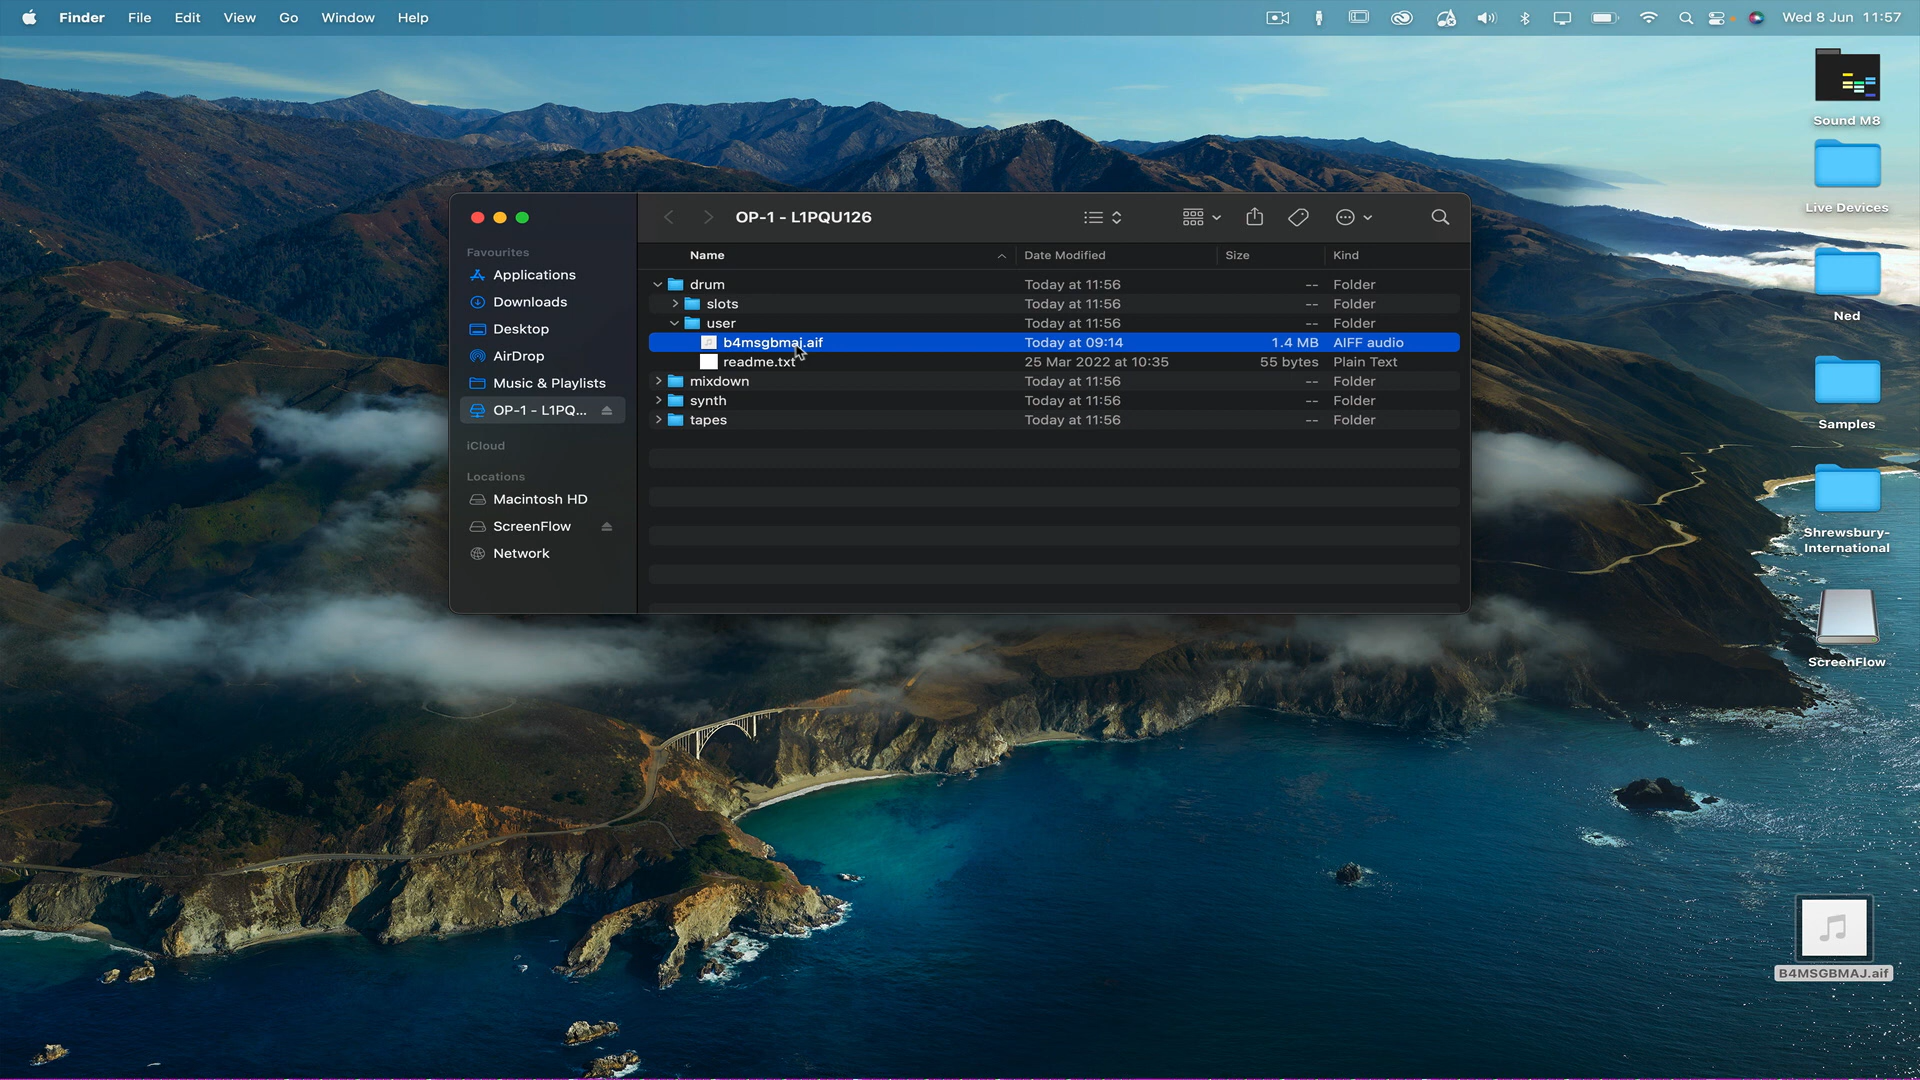 Finder File Edit View Go Window Help Wed 8 Jun 11:57
OP-1 - L1PQU126
Favourites
Applications
Downloads
Desktop
AirDrop
Music & Playlists
OP-1 - L1PQ...
iCloud
Locations
Macintosh HD
ScreenFlow
Network
Name Date Modified Size Kind
drum Today at 11:56 -- Folder
slots Today at 11:56 -- Folder
user Today at 11:56 -- Folder
b4msgbmaj.aif Today at 09:14 1.4 MB AIFF audio
readme.txt 25 Mar 2022 at 10:35 55 bytes Plain Text
mixdown Today at 11:56 -- Folder
synth Today at 11:56 -- Folder
tapes Today at 11:56 -- Folder
Sound M8
Live Devices
Ned
Samples
Shrewsbury-
International
ScreenFlow
B4MSGBMAJ.aif